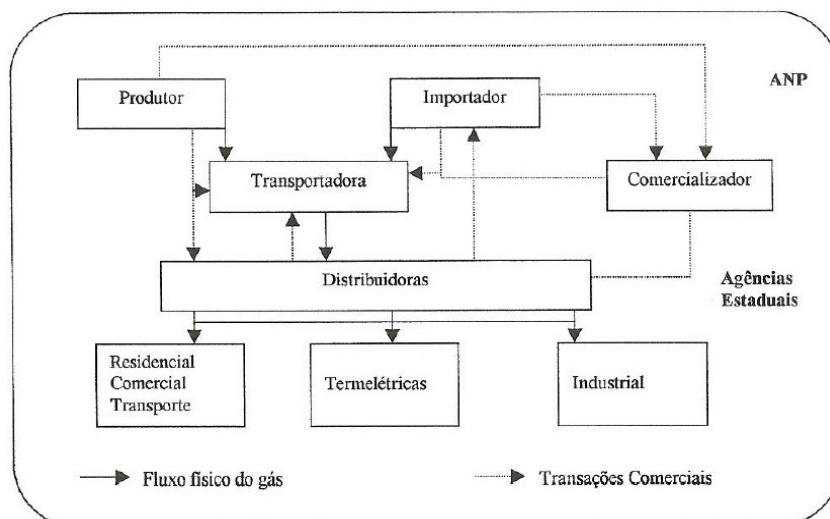 ANP
Produtor
Importador
Transportadora
Comercializador
Distribuidoras
Agências
Estaduais
Residencial
Comercial
Transporte
Termelétricas
Industrial
Fluxo físico do gás
Transações Comerciais